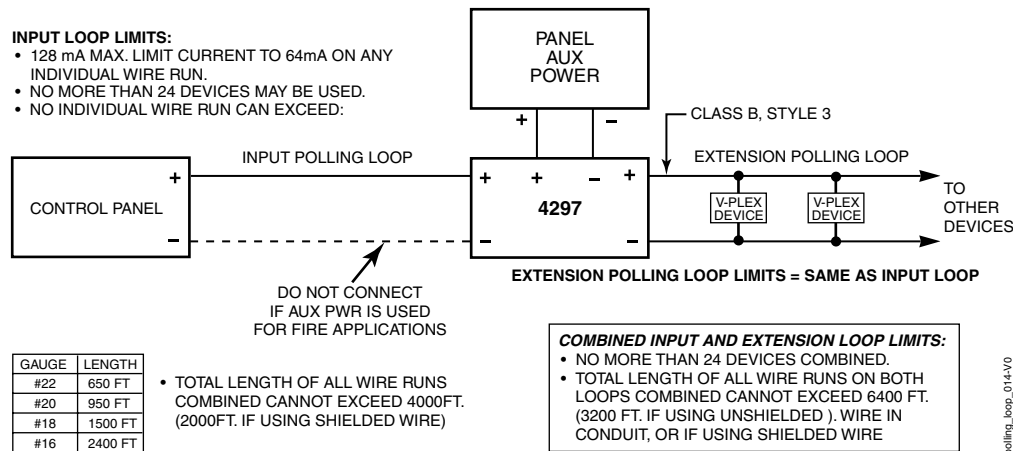 INPUT LOOP LIMITS:
• 128 mA MAX. LIMIT CURRENT TO 64mA ON ANY
INDIVIDUAL WIRE RUN.
• NO MORE THAN 24 DEVICES MAY BE USED.
• NO INDIVIDUAL WIRE RUN CAN EXCEED:
PANEL
AUX
POWER
+ –
CLASS B, STYLE 3
INPUT POLLING LOOP
EXTENSION POLLING LOOP
CONTROL PANEL
+
–
+ + – +
4297
– –
V-PLEX
DEVICE
V-PLEX
DEVICE
TO
OTHER
DEVICES
EXTENSION POLLING LOOP LIMITS = SAME AS INPUT LOOP
DO NOT CONNECT
IF AUX PWR IS USED
FOR FIRE APPLICATIONS
GAUGE LENGTH
#22 650 FT
#20 950 FT
#18 1500 FT
#16 2400 FT
• TOTAL LENGTH OF ALL WIRE RUNS
COMBINED CANNOT EXCEED 4000FT.
(2000FT. IF USING SHIELDED WIRE)
COMBINED INPUT AND EXTENSION LOOP LIMITS:
• NO MORE THAN 24 DEVICES COMBINED.
• TOTAL LENGTH OF ALL WIRE RUNS ON BOTH
LOOPS COMBINED CANNOT EXCEED 6400 FT.
(3200 FT. IF USING UNSHIELDED ). WIRE IN
CONDUIT, OR IF USING SHIELDED WIRE
polling_loop_014-V0